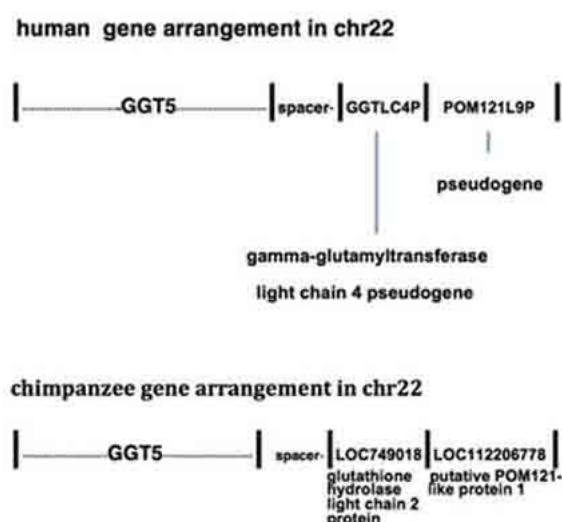 human gene arrangement in chr22
GGT5 spacer- GGTLC4P POM121L9P
pseudogene
gamma-glutamyltransferase
light chain 4 pseudogene
chimpanzee gene arrangement in chr22
GGT5 spacer- LOC749018 LOC112206778
glutathione putative POM121-
hydrolase like protein 1
light chain 2
protein